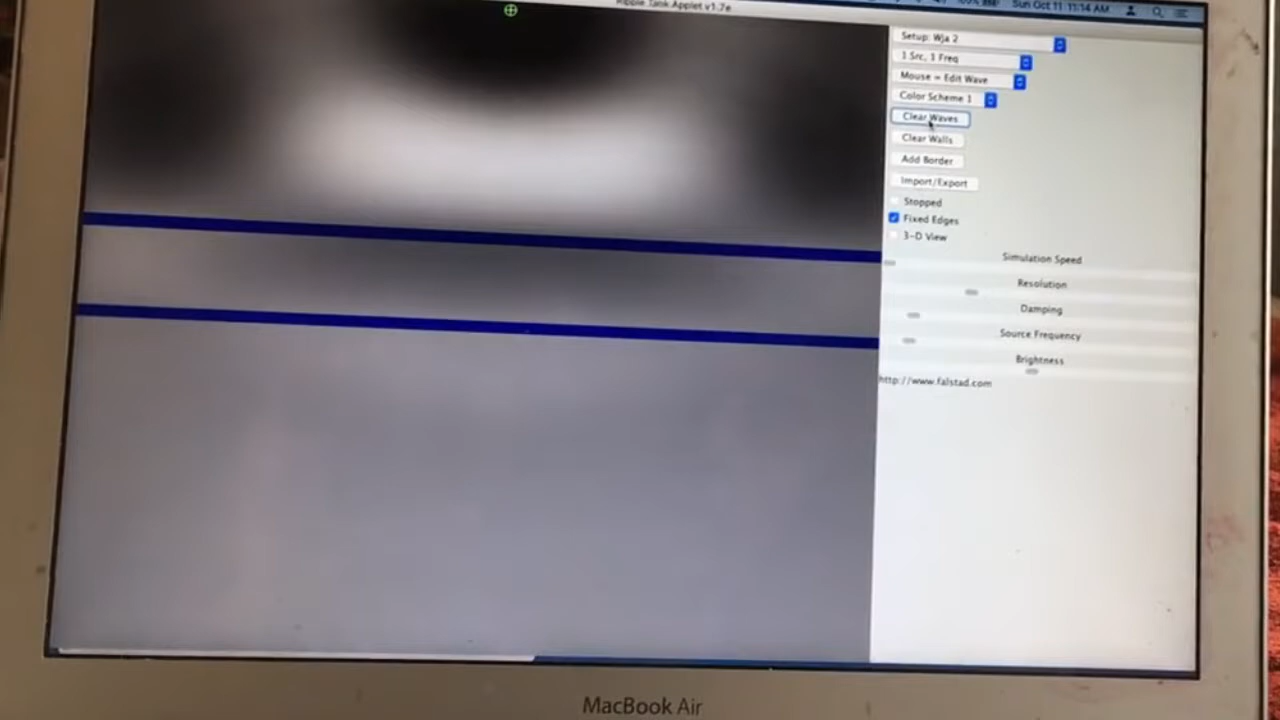 Ripple Tank Applet v1.7e
Sun Oct 11 11:14 AM
Setup: Wja 2
1 Src, 1 Freq
Mouse = Edit Wave
Color Scheme 1
Clear Waves
Clear Walls
Add Border
Import/Export
Stopped
Fixed Edges
3-D View
Simulation Speed
Resolution
Damping
Source Frequency
Brightness
http://www.falstad.com
MacBook Air